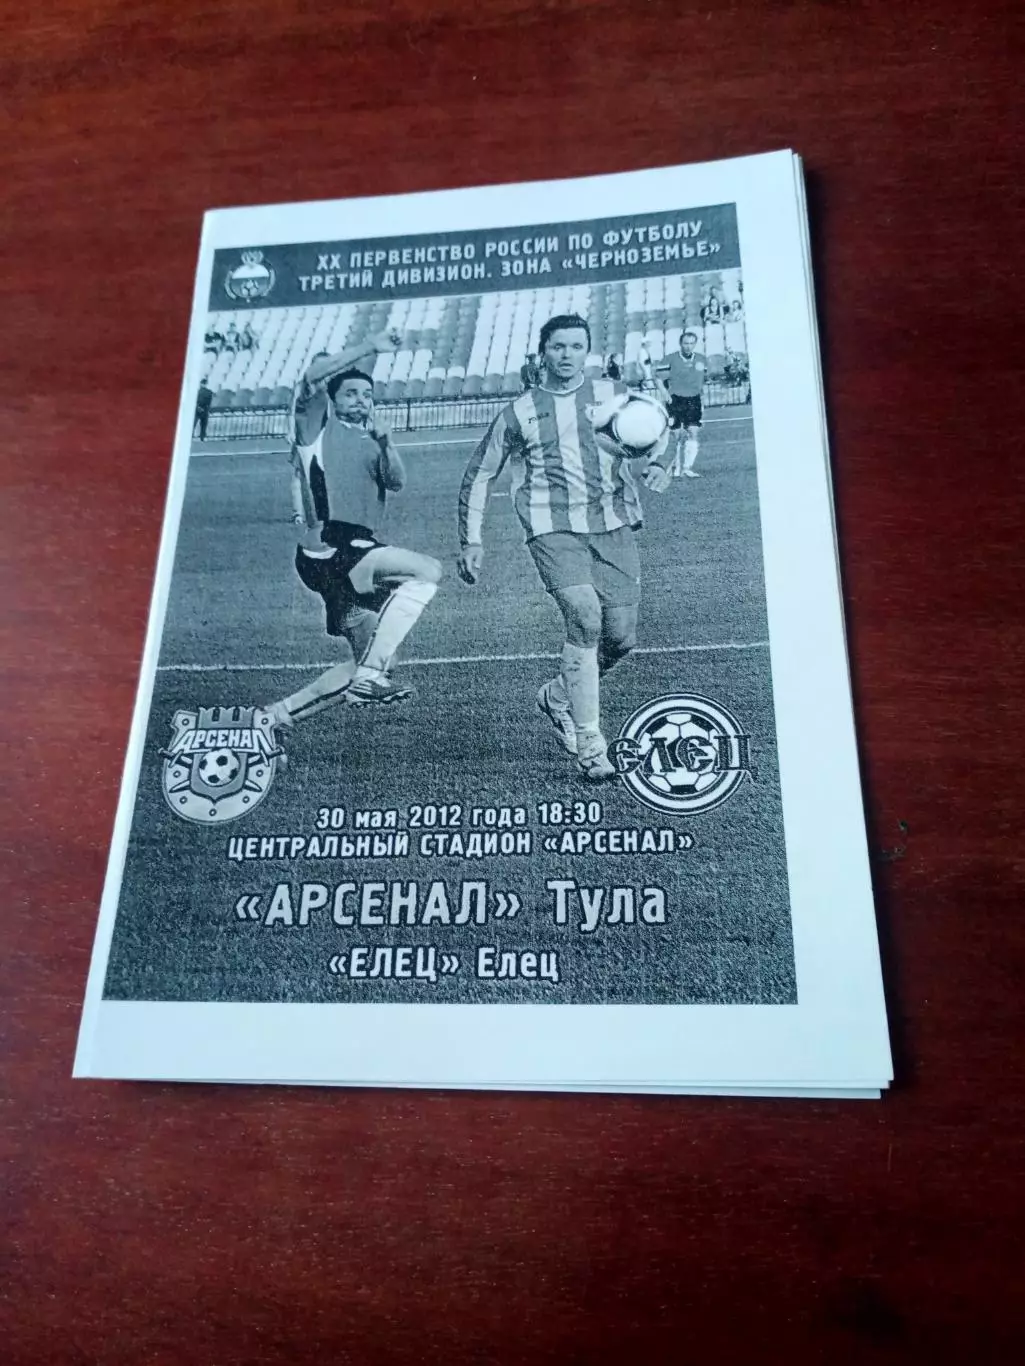 XX ПЕРВЕНСТВО РОССИИ ПО ФУТБОЛУ
ТРЕТИЙ ДИВИЗИОН. ЗОНА «ЧЕРНОЗЕМЬЕ»
joma
АРСЕНАЛ
ЕЛЕЦ
30 мая 2012 года 18:30
ЦЕНТРАЛЬНЫЙ СТАДИОН «АРСЕНАЛ»
«АРСЕНАЛ» Тула
«ЕЛЕЦ» Елец